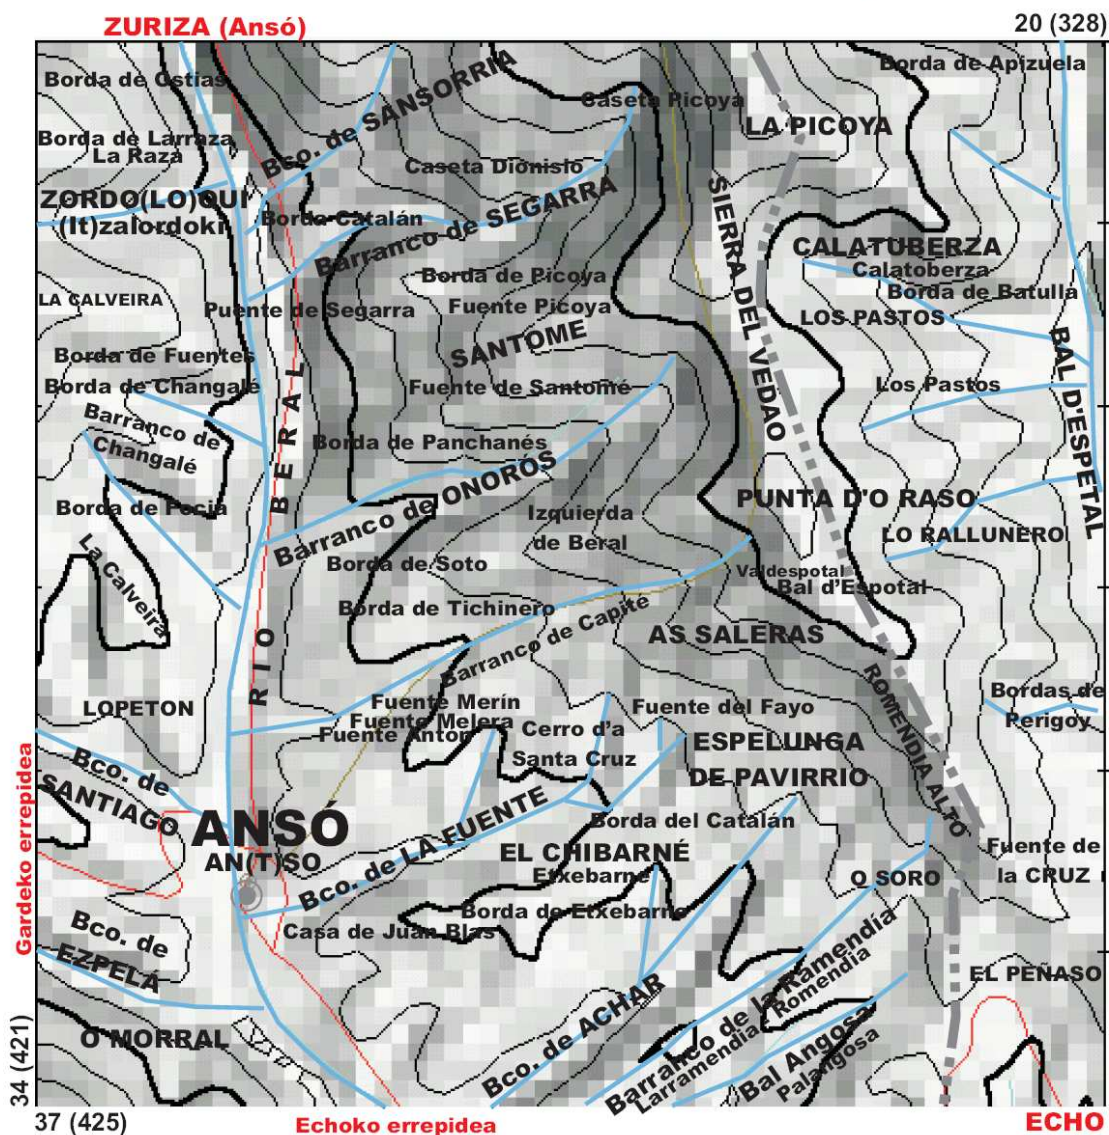 ZURIZA (Ansó)
20 (328)
Borda de Ostias
Bco. de SANSORRIA
Borda de Apizuela
Caseta Picoya
LA PICOYA
Borda de Larraza
La Raza
Caseta Dionisio
ZORDO(LO)QUI
(It)zalordoki
Borda Catalán
Barranco de SEGARRA
SIERRA DEL VEDAO
CALATUBERZA
Calatoberza
Borda de Picoya
Borda de Batulla
LA CALVEIRA
Puente de Segarra
Fuente Picoya
LOS PASTOS
SANTOME
BAL D'ESPETAL
Borda de Fuentes
Borda de Changalé
Fuente de Santomé
Los Pastos
RIO BERAL
Barranco de
Changalé
Borda de Panchanés
Barranco de ONOROS
PUNTA D'O RASO
Borda de Pocia
Izquierda
de Beral
LO RALLUNERO
La Calveira
Borda de Soto
Valdespotal
Bal d'Espotal
Borda de Tichinero
Barranco de Capité
AS SALERAS
ROMENDIA ALTO
LOPETON
Fuente Merín
Fuente Melera
Fuente Antón
Fuente del Fayo
Bordas de
Perigoy
Cerro d'a
Santa Cruz
ESPELUNGA
DE PAVIRRIO
Gardeko errepidea
Bco. de
SANTIAGO
ANSÓ
AN(T)SO
Bco. de LA FUENTE
Borda del Catalán
EL CHIBARNÉ
Etxebarne
Fuente de
la CRUZ
O SORO
Borda de Etxebarne
Casa de Juan Blas
Bco. de
EZPELÁ
EL PEÑASO
Bco. de ACHAR
Barranco de la Ramendía
Larramendia / Romendia
Bal Angosa
Palangosa
O MORRAL
34 (421)
37 (425)
Echoko errepidea
ECHO